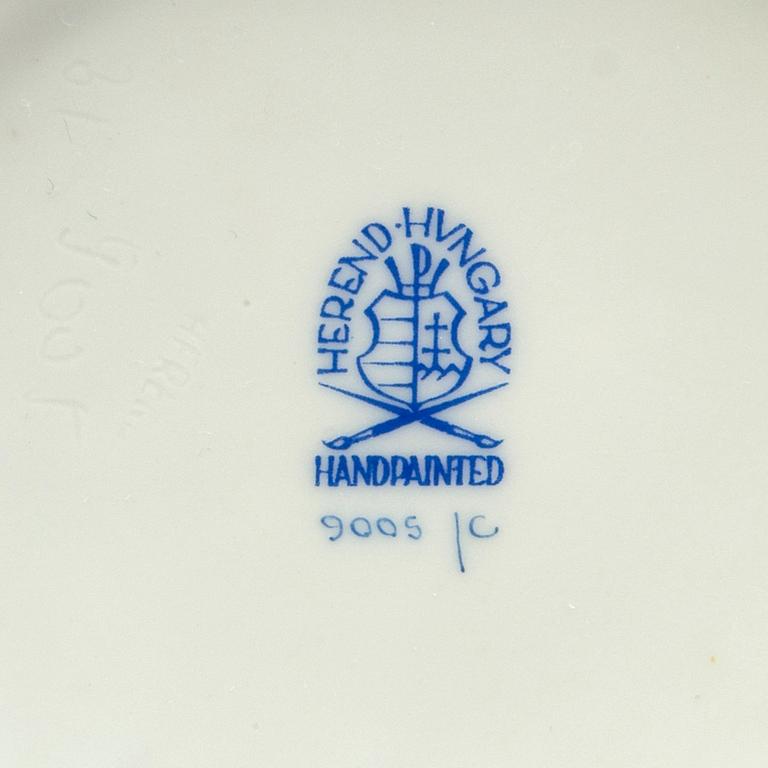 HEREND · HVNGARY
HANDPAINTED
9005 /C